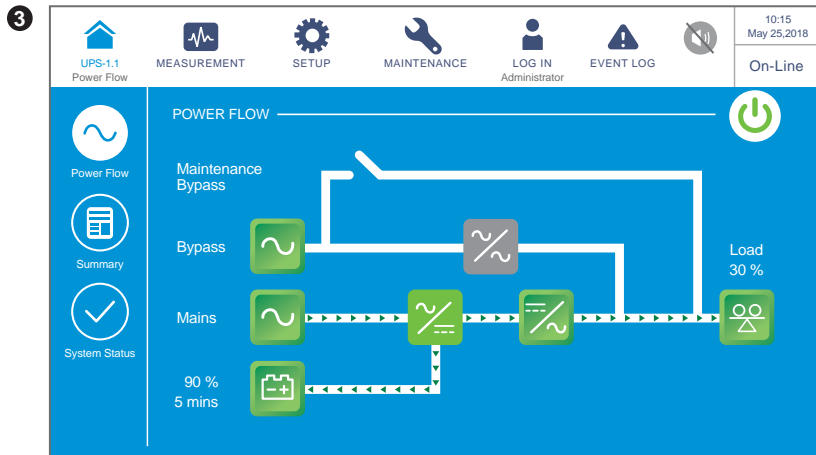 3
10:15
May 25,2018
UPS-1.1
Power Flow
MEASUREMENT
SETUP
MAINTENANCE
LOG IN
Administrator
EVENT LOG
On-Line
POWER FLOW
Power Flow
Summary
System Status
Maintenance
Bypass
Bypass
Mains
90 %
5 mins
Load
30 %